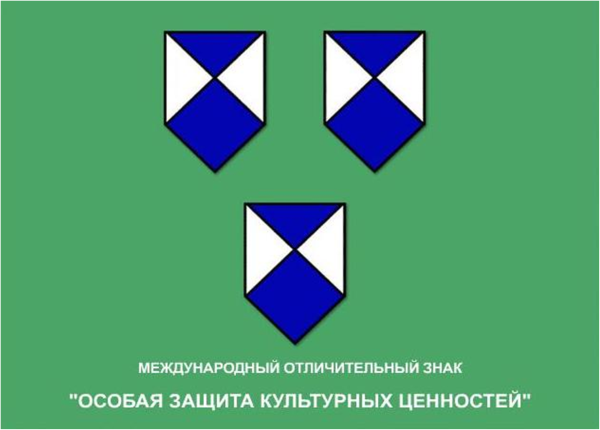 МЕЖДУНАРОДНЫЙ ОТЛИЧИТЕЛЬНЫЙ ЗНАК
"ОСОБАЯ ЗАЩИТА КУЛЬТУРНЫХ ЦЕННОСТЕЙ"